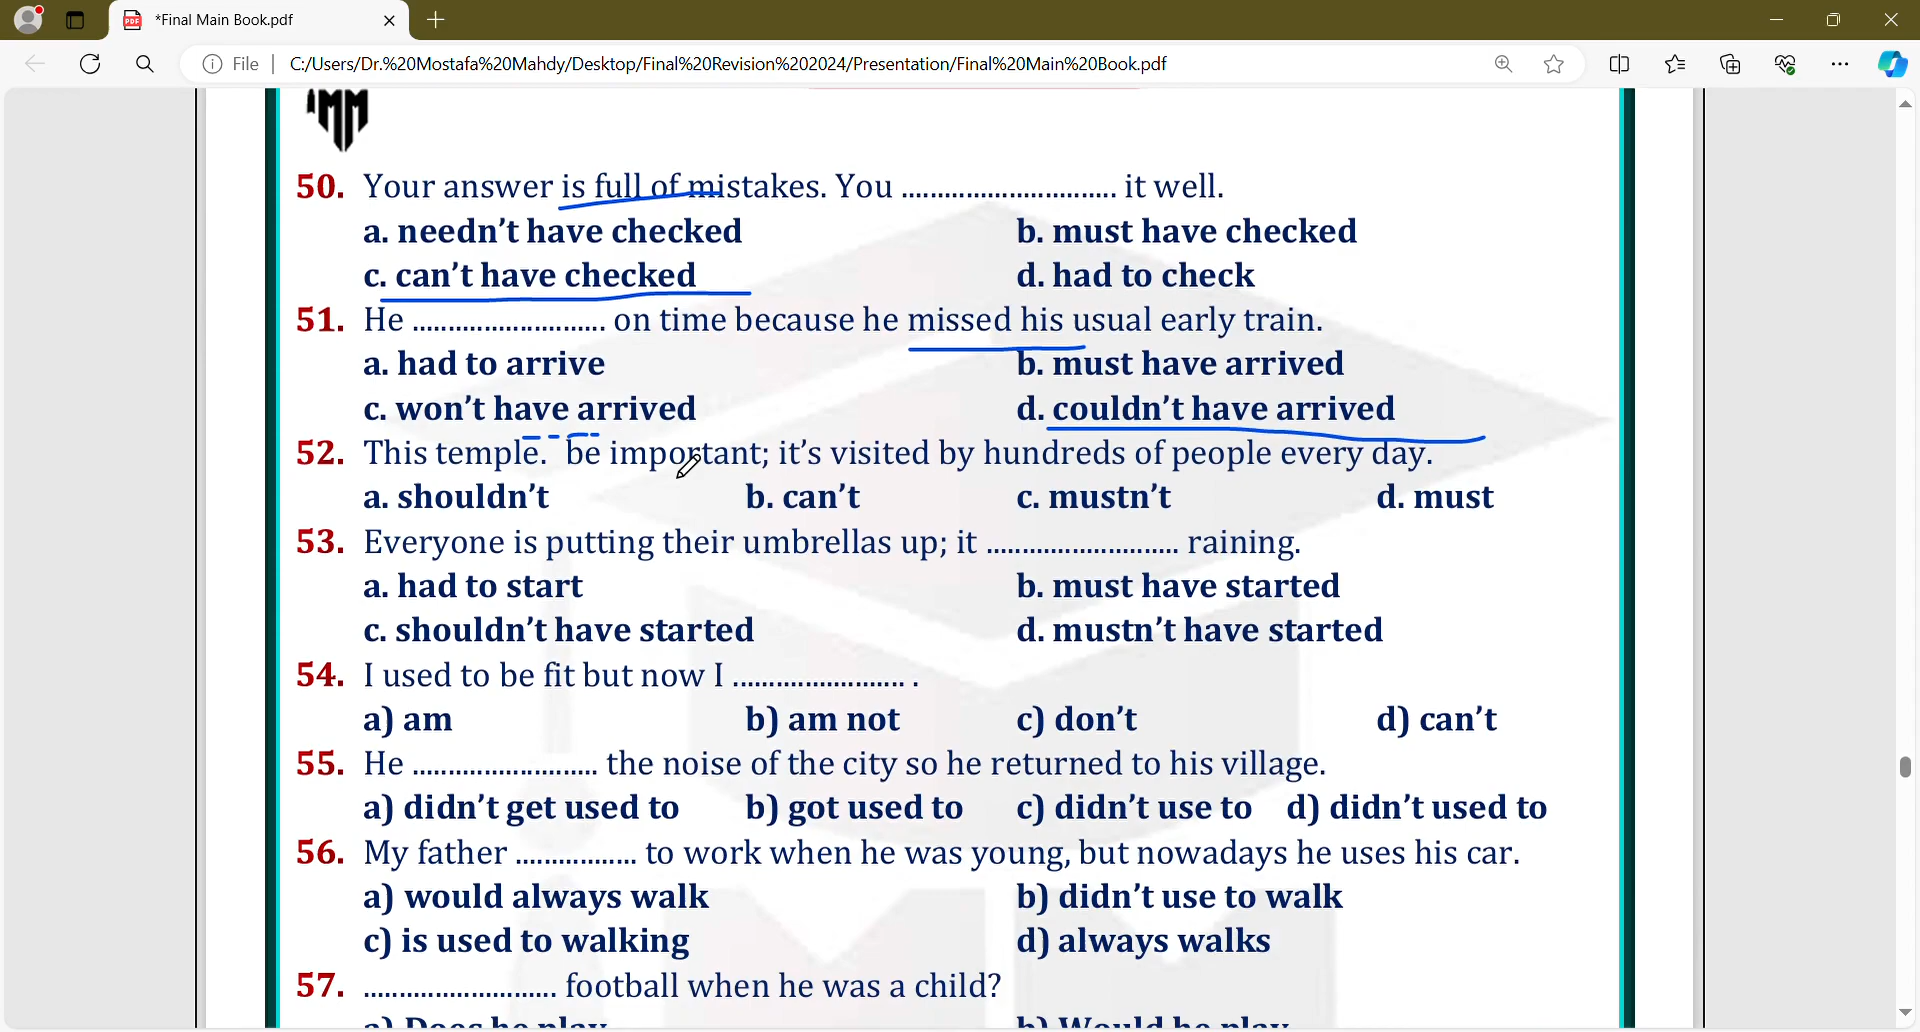 *Final Main Book.pdf
File
C:/Users/Dr.%20Mostafa%20Mahdy/Desktop/Final%20Revision%202024/Presentation/Final%20Main%20Book.pdf
50. Your answer is full of mistakes. You .............................. it well.
a. needn't have checked b. must have checked
c. can't have checked d. had to check
51. He ........................... on time because he missed his usual early train.
a. had to arrive b. must have arrived
c. won't have arrived d. couldn't have arrived
52. This temple. be important; it's visited by hundreds of people every day.
a. shouldn't b. can't c. mustn't d. must
53. Everyone is putting their umbrellas up; it ........................... raining.
a. had to start b. must have started
c. shouldn't have started d. mustn't have started
54. I used to be fit but now I ........................ .
a) am b) am not c) don't d) can't
55. He .......................... the noise of the city so he returned to his village.
a) didn't get used to b) got used to c) didn't use to d) didn't used to
56. My father ................. to work when he was young, but nowadays he uses his car.
a) would always walk b) didn't use to walk
c) is used to walking d) always walks
57. ........................... football when he was a child?
a) Does he play b) Would he play